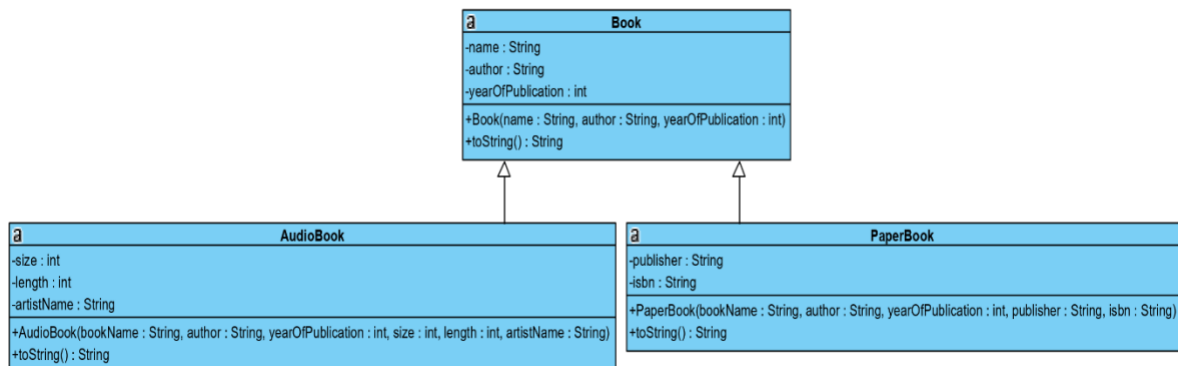 a Book
-name : String
-author : String
-yearOfPublication : int
+Book(name : String, author : String, yearOfPublication : int)
+toString() : String
a AudioBook
-size : int
-length : int
-artistName : String
+AudioBook(bookName : String, author : String, yearOfPublication : int, size : int, length : int, artistName : String)
+toString() : String
a PaperBook
-publisher : String
-isbn : String
+PaperBook(bookName : String, author : String, yearOfPublication : int, publisher : String, isbn : String)
+toString() : String